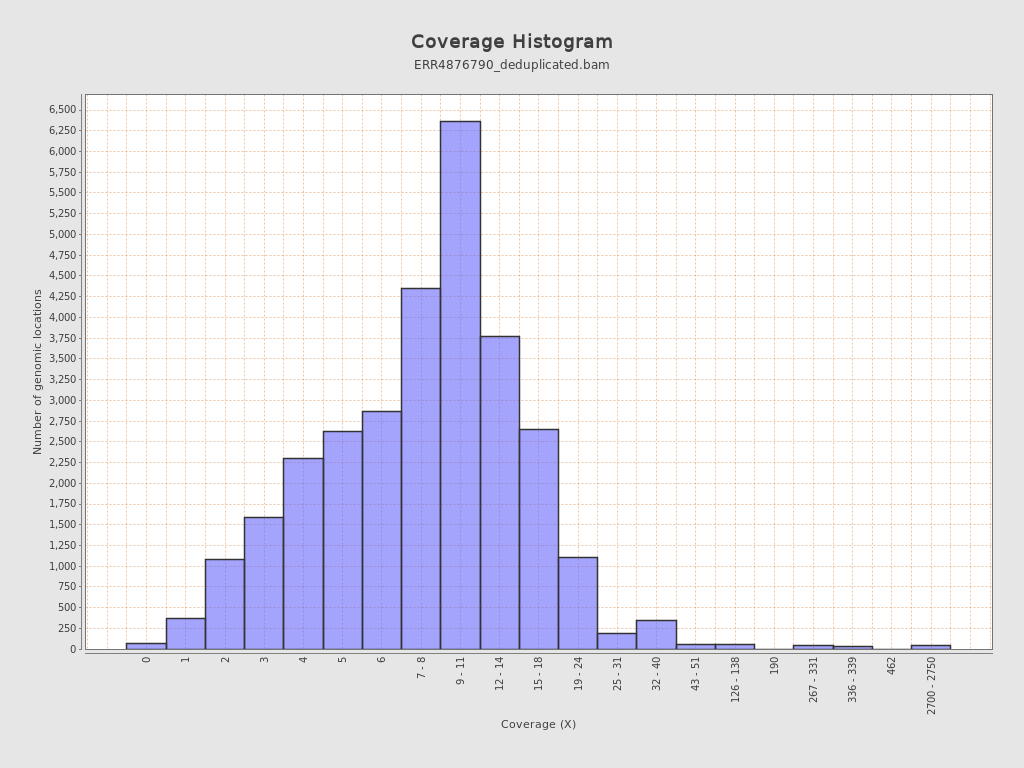 Coverage Histogram
ERR4876790_deduplicated.bam
6,500
6,250
6,000
5,750
5,500
5,250
5,000
4,750
4,500
4,250
4,000
3,750
3,500
3,250
3,000
2,750
2,500
2,250
2,000
1,750
1,500
1,250
1,000
750
500
250
0
Number of genomic locations
0
1
2
3
4
5
6
7 - 8
9 - 11
12 - 14
15 - 18
19 - 24
25 - 31
32 - 40
43 - 51
126 - 138
190
267 - 331
336 - 339
462
2700 - 2750
Coverage (X)